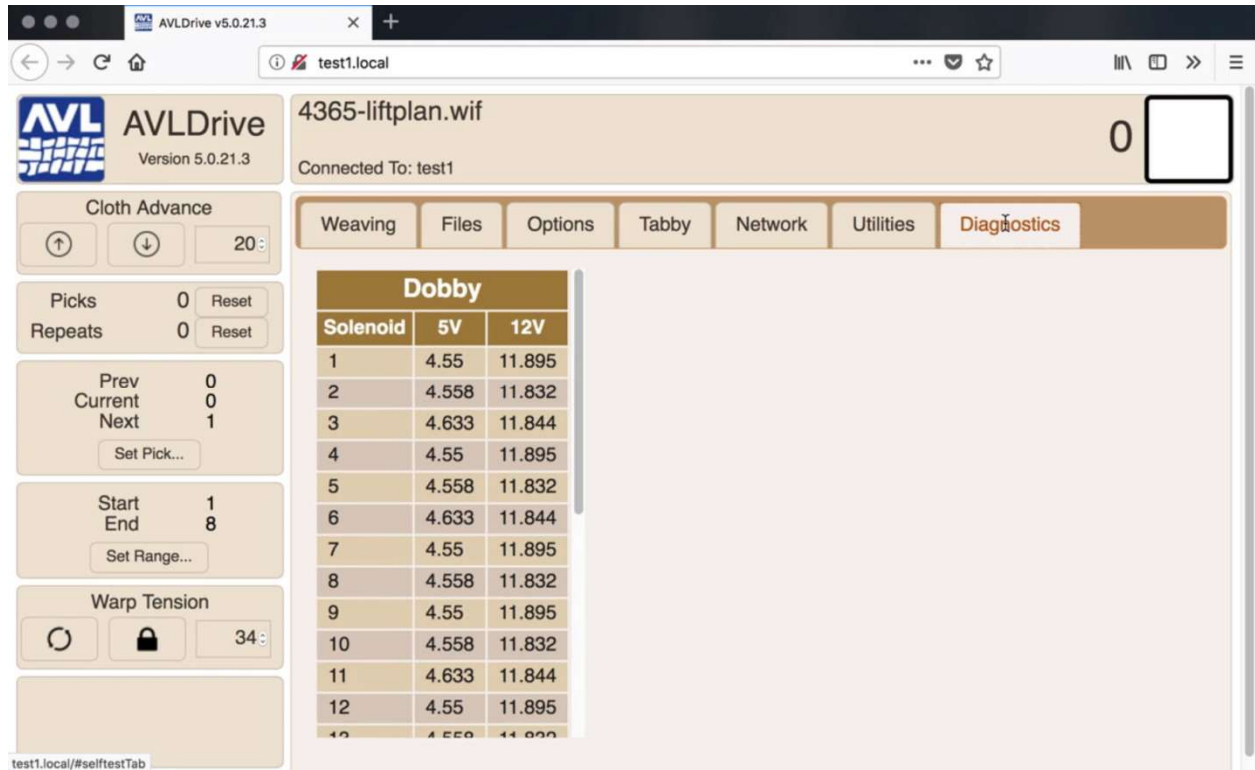 AVLDrive v5.0.21.3
test1.local
AVL
AVLDrive
Version 5.0.21.3
4365-liftplan.wif
Connected To: test1
0
Cloth Advance
20
Picks 0 Reset
Repeats 0 Reset
Prev 0
Current 0
Next 1
Set Pick...
Start 1
End 8
Set Range...
Warp Tension
34
Weaving Files Options Tabby Network Utilities Diagnostics
Dobby
Solenoid 5V 12V
1 4.55 11.895
2 4.558 11.832
3 4.633 11.844
4 4.55 11.895
5 4.558 11.832
6 4.633 11.844
7 4.55 11.895
8 4.558 11.832
9 4.55 11.895
10 4.558 11.832
11 4.633 11.844
12 4.55 11.895
test1.local/#selftestTab